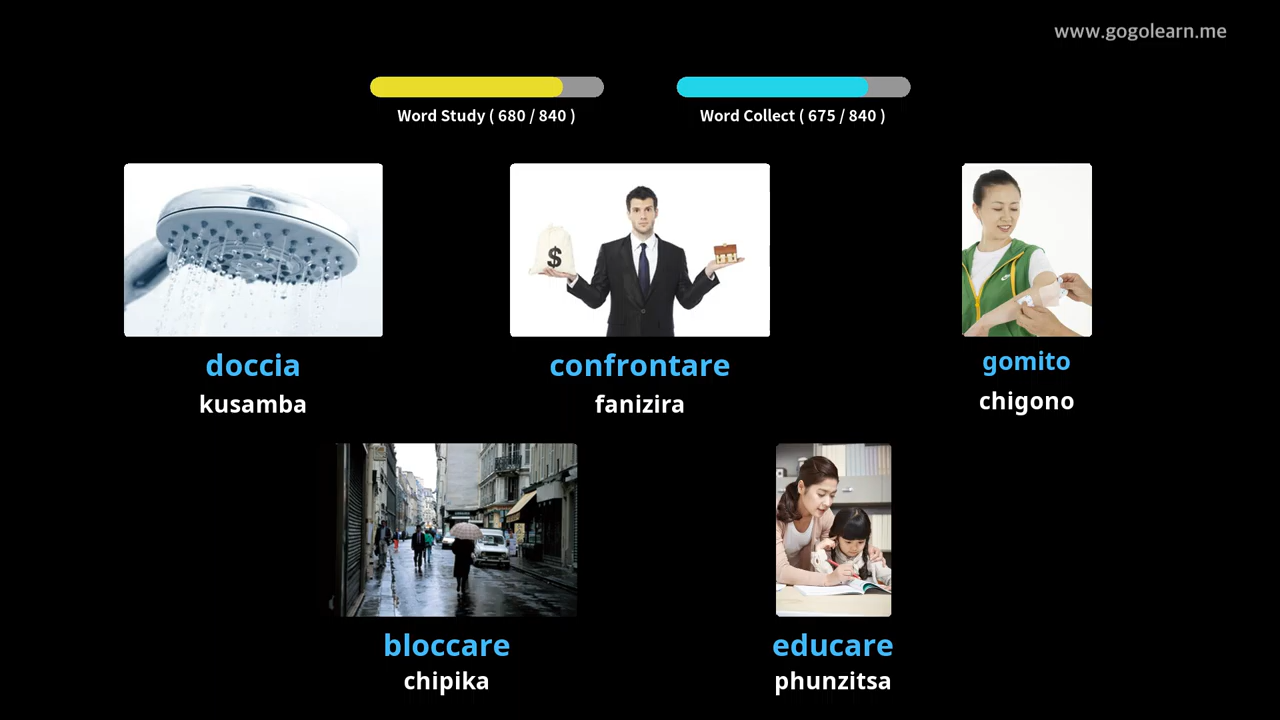 www.gogolearn.me
Word Study ( 680 / 840 )
Word Collect ( 675 / 840 )
$
doccia
kusamba
confrontare
fanizira
gomito
chigono
bloccare
chipika
educare
phunzitsa